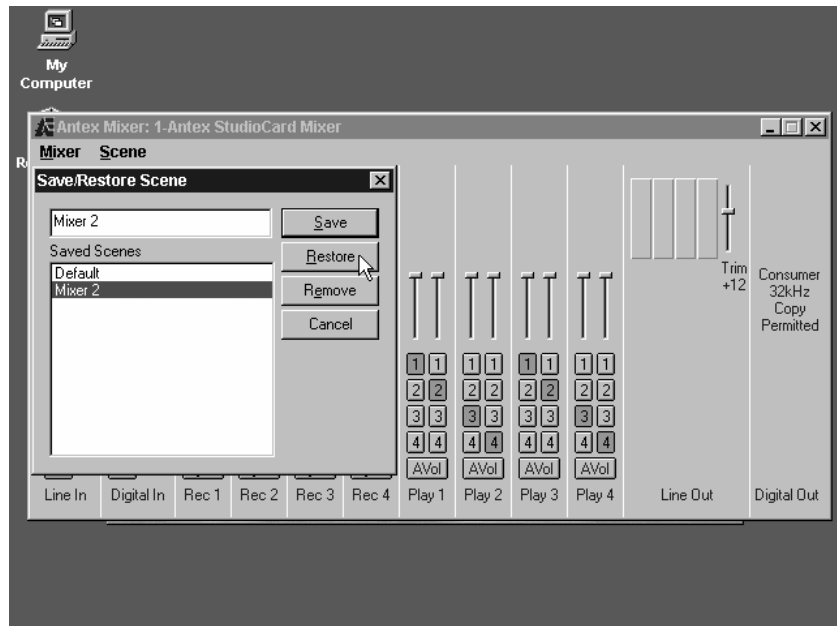 My
Computer
R
Antex Mixer: 1-Antex StudioCard Mixer
Mixer Scene
Save/Restore Scene
Mixer 2
Save
Saved Scenes
Restore
Default
Mixer 2
Remove
Cancel
Trim
+12
Consumer
32kHz
Copy
Permitted
1 1 1 1 1 1 1 1
2 2 2 2 2 2 2 2
3 3 3 3 3 3 3 3
4 4 4 4 4 4 4 4
AVol AVol AVol AVol
Line In Digital In Rec 1 Rec 2 Rec 3 Rec 4 Play 1 Play 2 Play 3 Play 4 Line Out Digital Out